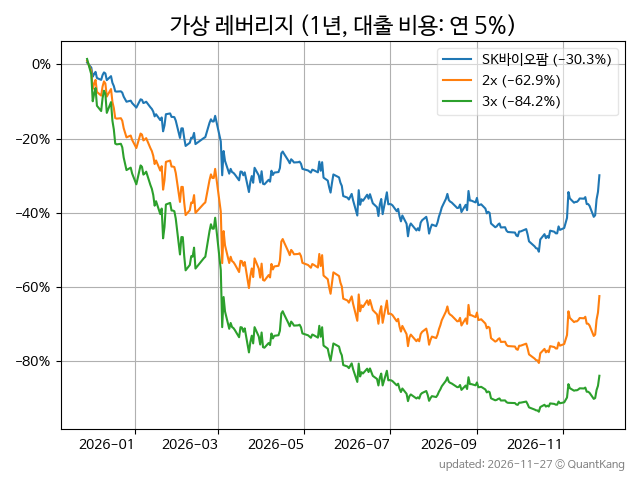 가상 레버리지 (1년, 대출 비용: 연 5%)
SK바이오팜 (−30.3%)
2x (−62.9%)
3x (−84.2%)
0%
−20%
−40%
−60%
−80%
2026−01 2026−03 2026−05 2026−07 2026−09 2026−11
updated: 2026−11−27 © QuantKang